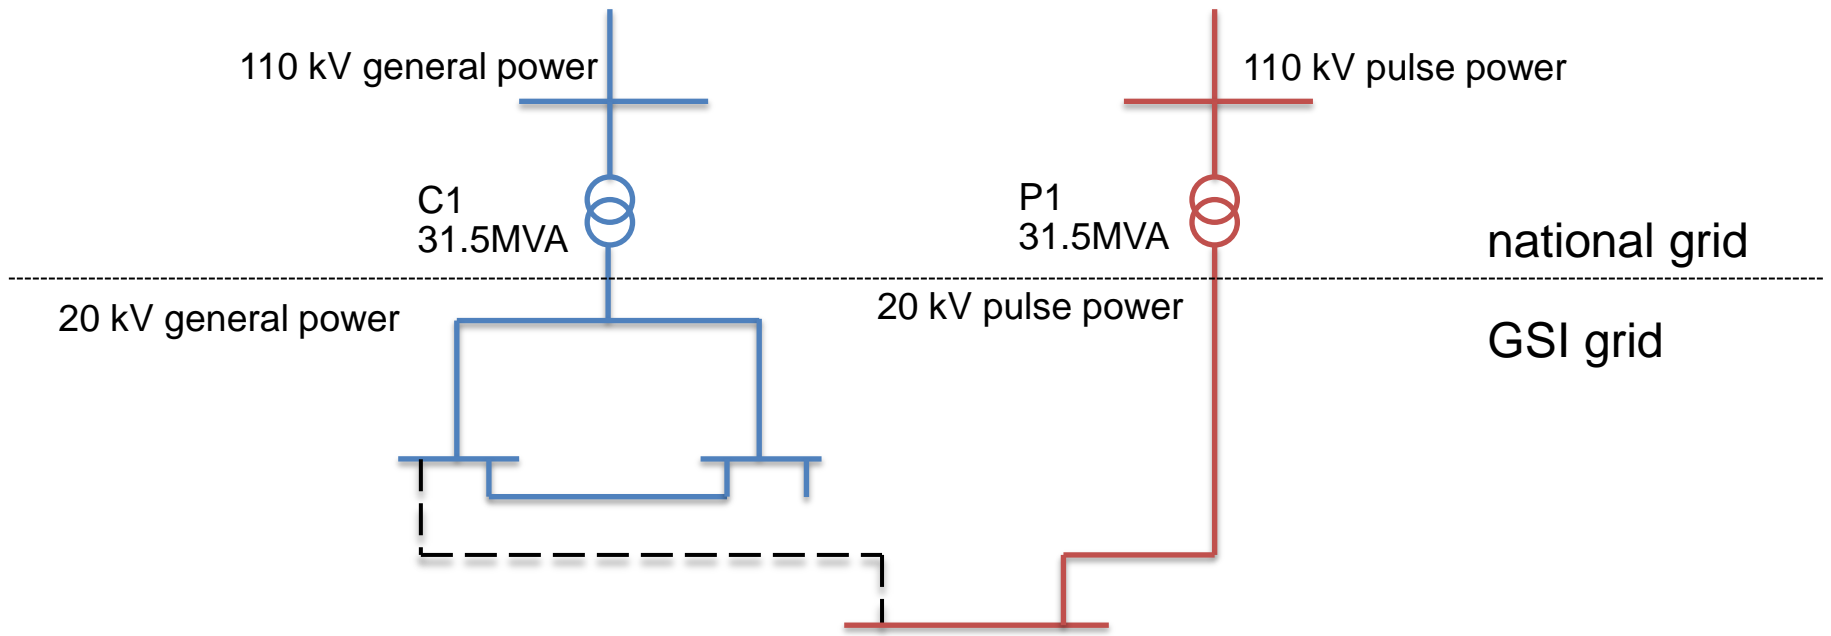 110 kV general power
110 kV pulse power
C1
31.5MVA
P1
31.5MVA
national grid
20 kV general power
20 kV pulse power
GSI grid